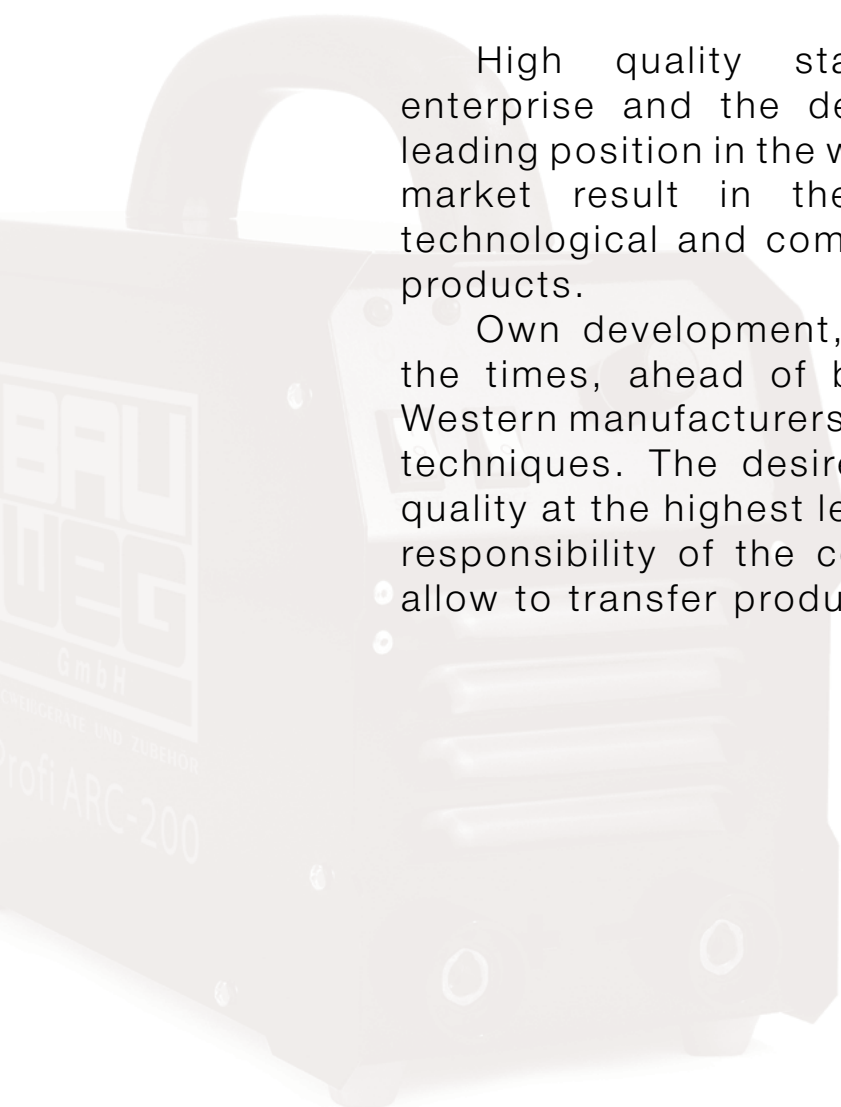 High quality sta
enterprise and the de
leading position in the w
market result in the
technological and com
products.
Own development,
the times, ahead of b
Western manufacturers
techniques. The desire
quality at the highest le
responsibility of the c
allow to transfer produ
BAU
WEG
GmbH
UND ZUBEHÖR
Profi ARC-200